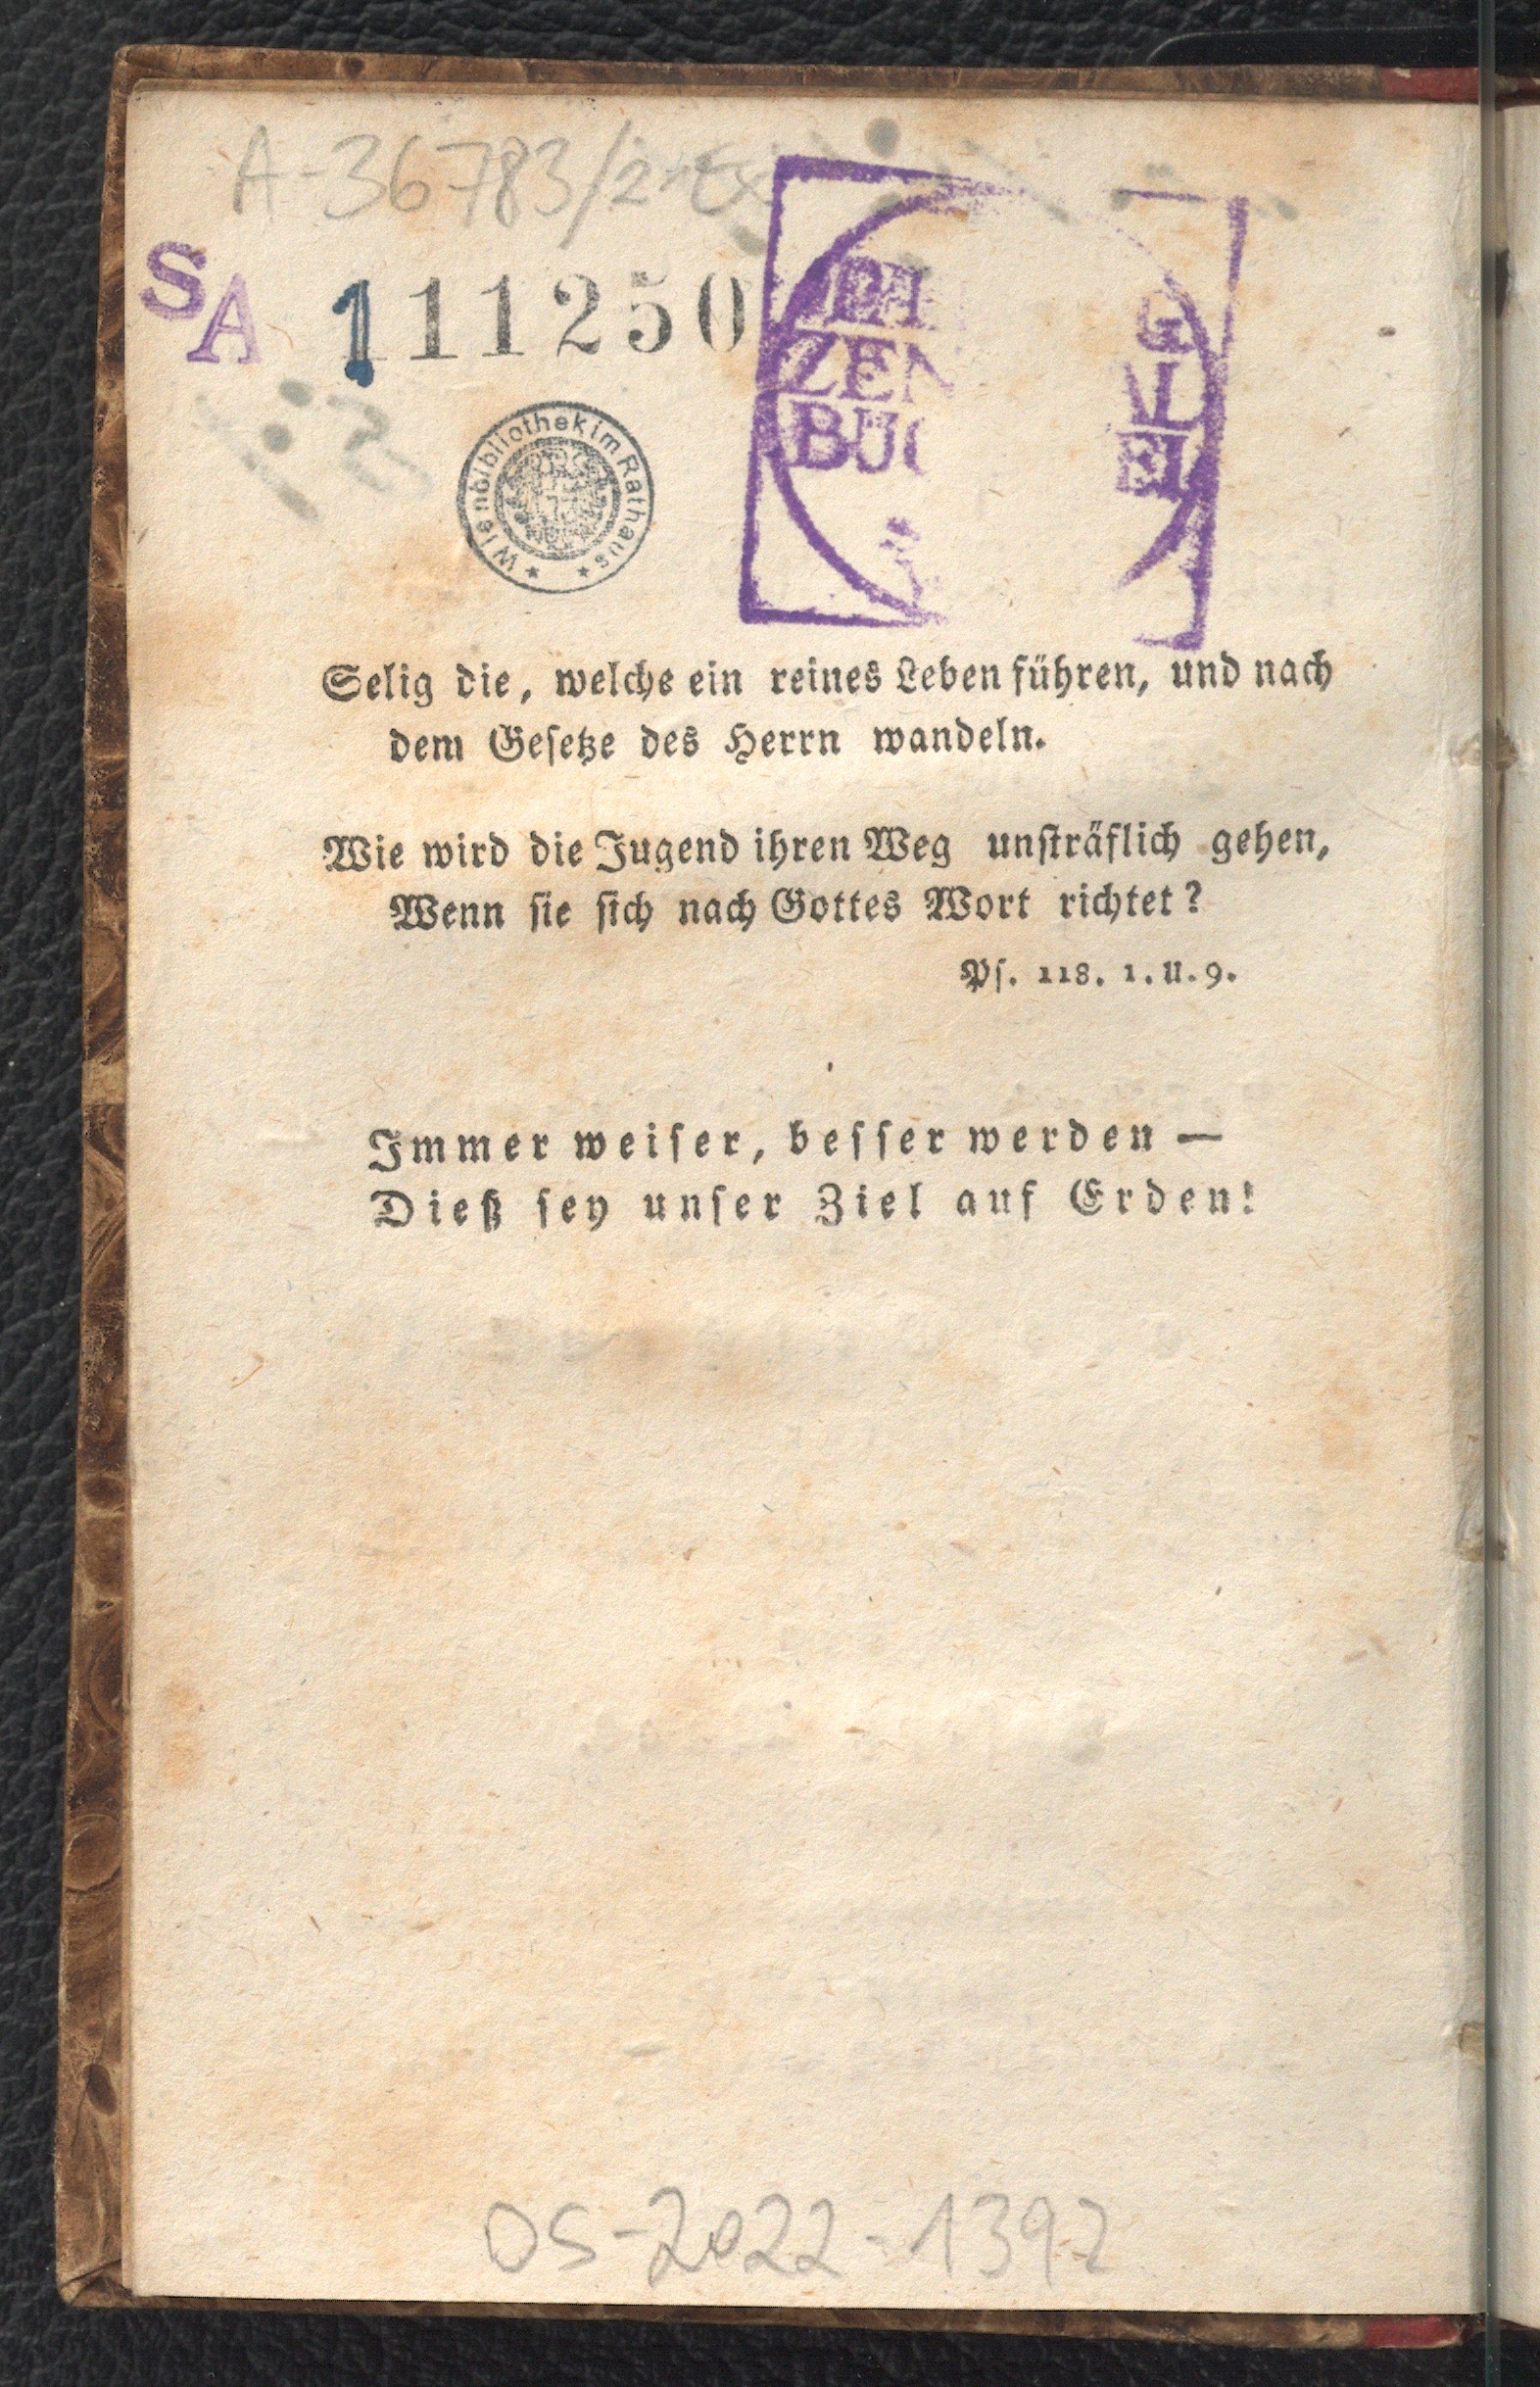 A-36783/2.Ex
SA 111250
Wienbibliothek im Rathaus
ZEN
Selig die, welche ein reines Leben führen, und nach
dem Gesetze des Herrn wandeln.
Wie wird die Jugend ihren Weg unsträflich gehen,
Wenn sie sich nach Gottes Wort richtet?
Ps. 118. 1. u. 9.
Immer weiser, besser werden —
Dieß sey unser Ziel auf Erden!
DS-2022-1392